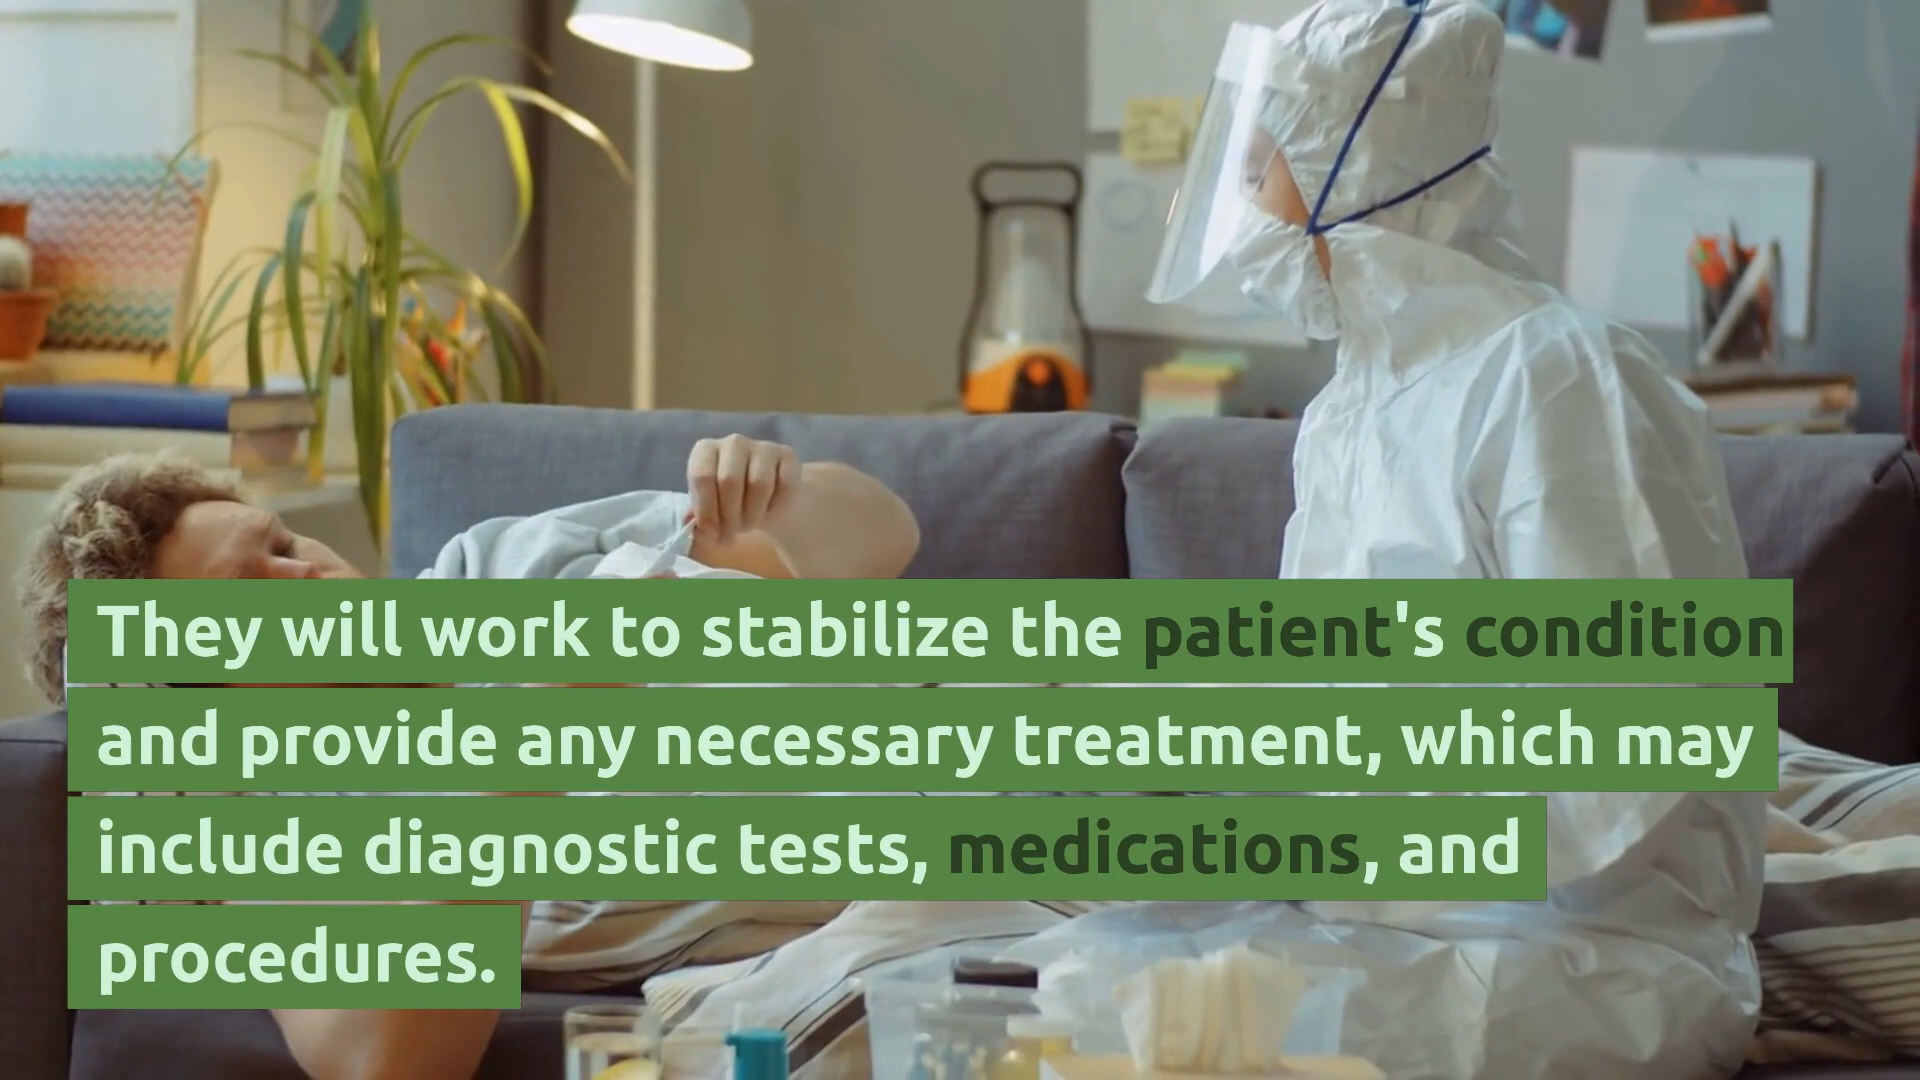 They will work to stabilize the patient's condition
and provide any necessary treatment, which may
include diagnostic tests, medications, and
procedures.